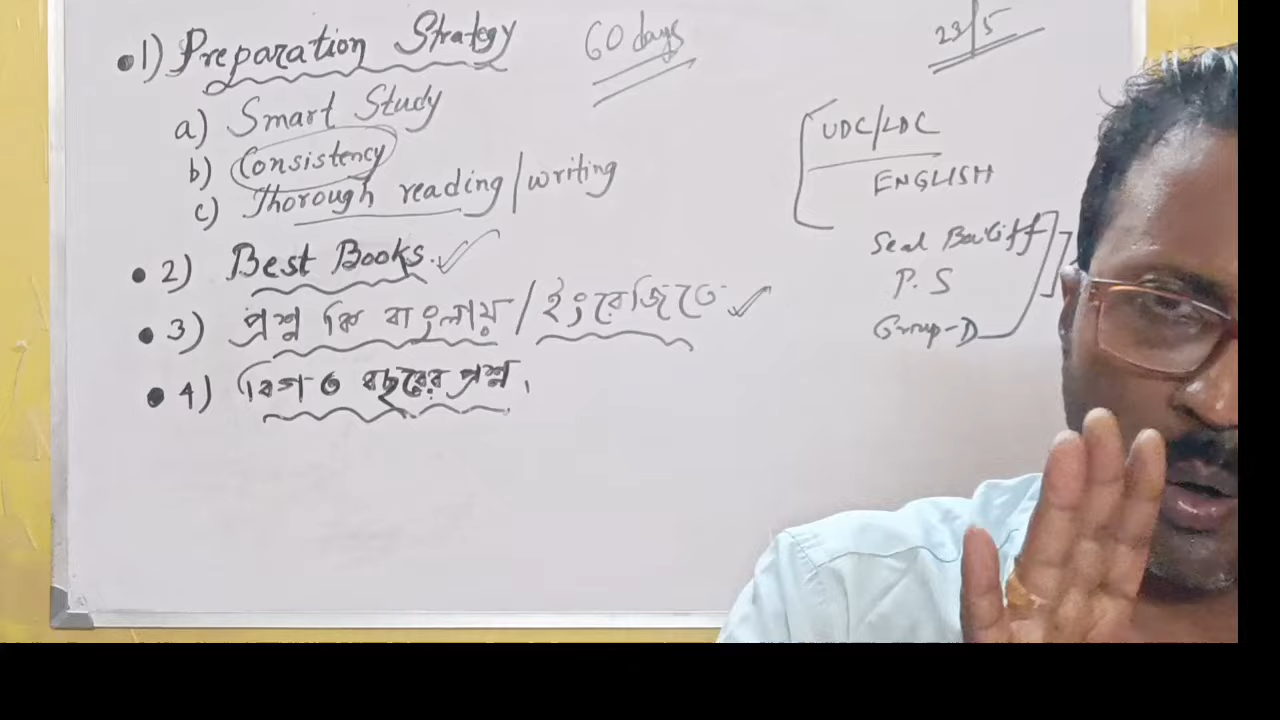 1) Preparation Strategy
60 days
23/5
a) Smart Study
b) Consistency
c) Thorough reading/writing
2) Best Books.
3) প্রশ্ন কি বাংলায়/ইংরেজিতে
4) বিগত বছরের প্রশ্ন,
UDC/LDC
ENGLISH
Seal Bailiff
P.S
Group-D